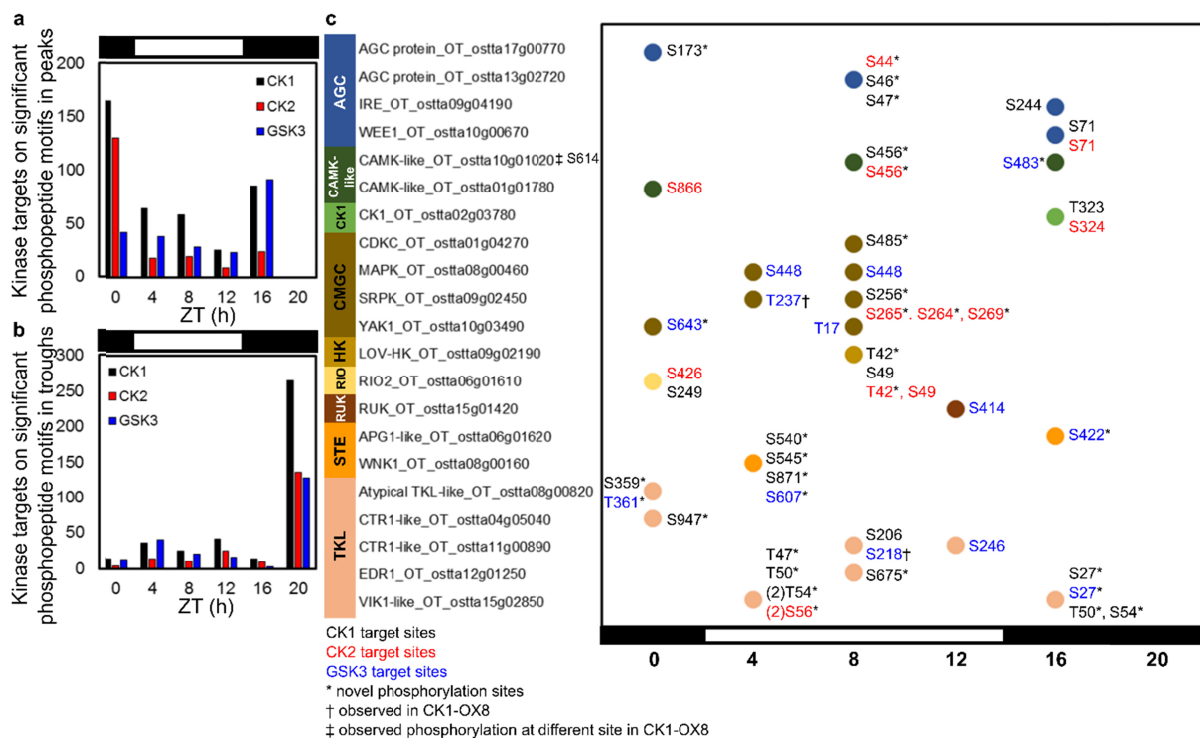 a
Kinase targets on significant
phosphopeptide motifs in peaks
200
150
100
50
0
CK1
CK2
GSK3
0 4 8 12 16 20
ZT (h)
b
Kinase targets on significant
phosphopeptide motifs in troughs
300
250
200
150
100
50
0
CK1
CK2
GSK3
0 4 8 12 16 20
ZT (h)
c
AGC
CAMK-
like
CK1
CMGC
HK
RIO
RUK
STE
TKL
AGC protein_OT_ostta17g00770
AGC protein_OT_ostta13g02720
IRE_OT_ostta09g04190
WEE1_OT_ostta10g00670
CAMK-like_OT_ostta10g01020‡ S614
CAMK-like_OT_ostta01g01780
CK1_OT_ostta02g03780
CDKC_OT_ostta01g04270
MAPK_OT_ostta08g00460
SRPK_OT_ostta09g02450
YAK1_OT_ostta10g03490
LOV-HK_OT_ostta09g02190
RIO2_OT_ostta06g01610
RUK_OT_ostta15g01420
APG1-like_OT_ostta06g01620
WNK1_OT_ostta08g00160
Atypical TKL-like_OT_ostta08g00820
CTR1-like_OT_ostta04g05040
CTR1-like_OT_ostta11g00890
EDR1_OT_ostta12g01250
VIK1-like_OT_ostta15g02850
S173*
S44*
S46*
S47*
S244
S71
S71
S456*
S456*
S483*
S866
T323
S324
S485*
S448
S448
T237†
S256*
S265*. S264*, S269*
S643*
T17
T42*
S49
T42*, S49
S426
S249
S414
S422*
S540*
S545*
S871*
S607*
S359*
T361*
S947*
S206
S218†
S246
S675*
T47*
T50*
(2)T54*
(2)S56*
S27*
S27*
T50*, S54*
0 4 8 12 16 20
CK1 target sites
CK2 target sites
GSK3 target sites
* novel phosphorylation sites
† observed in CK1-OX8
‡ observed phosphorylation at different site in CK1-OX8